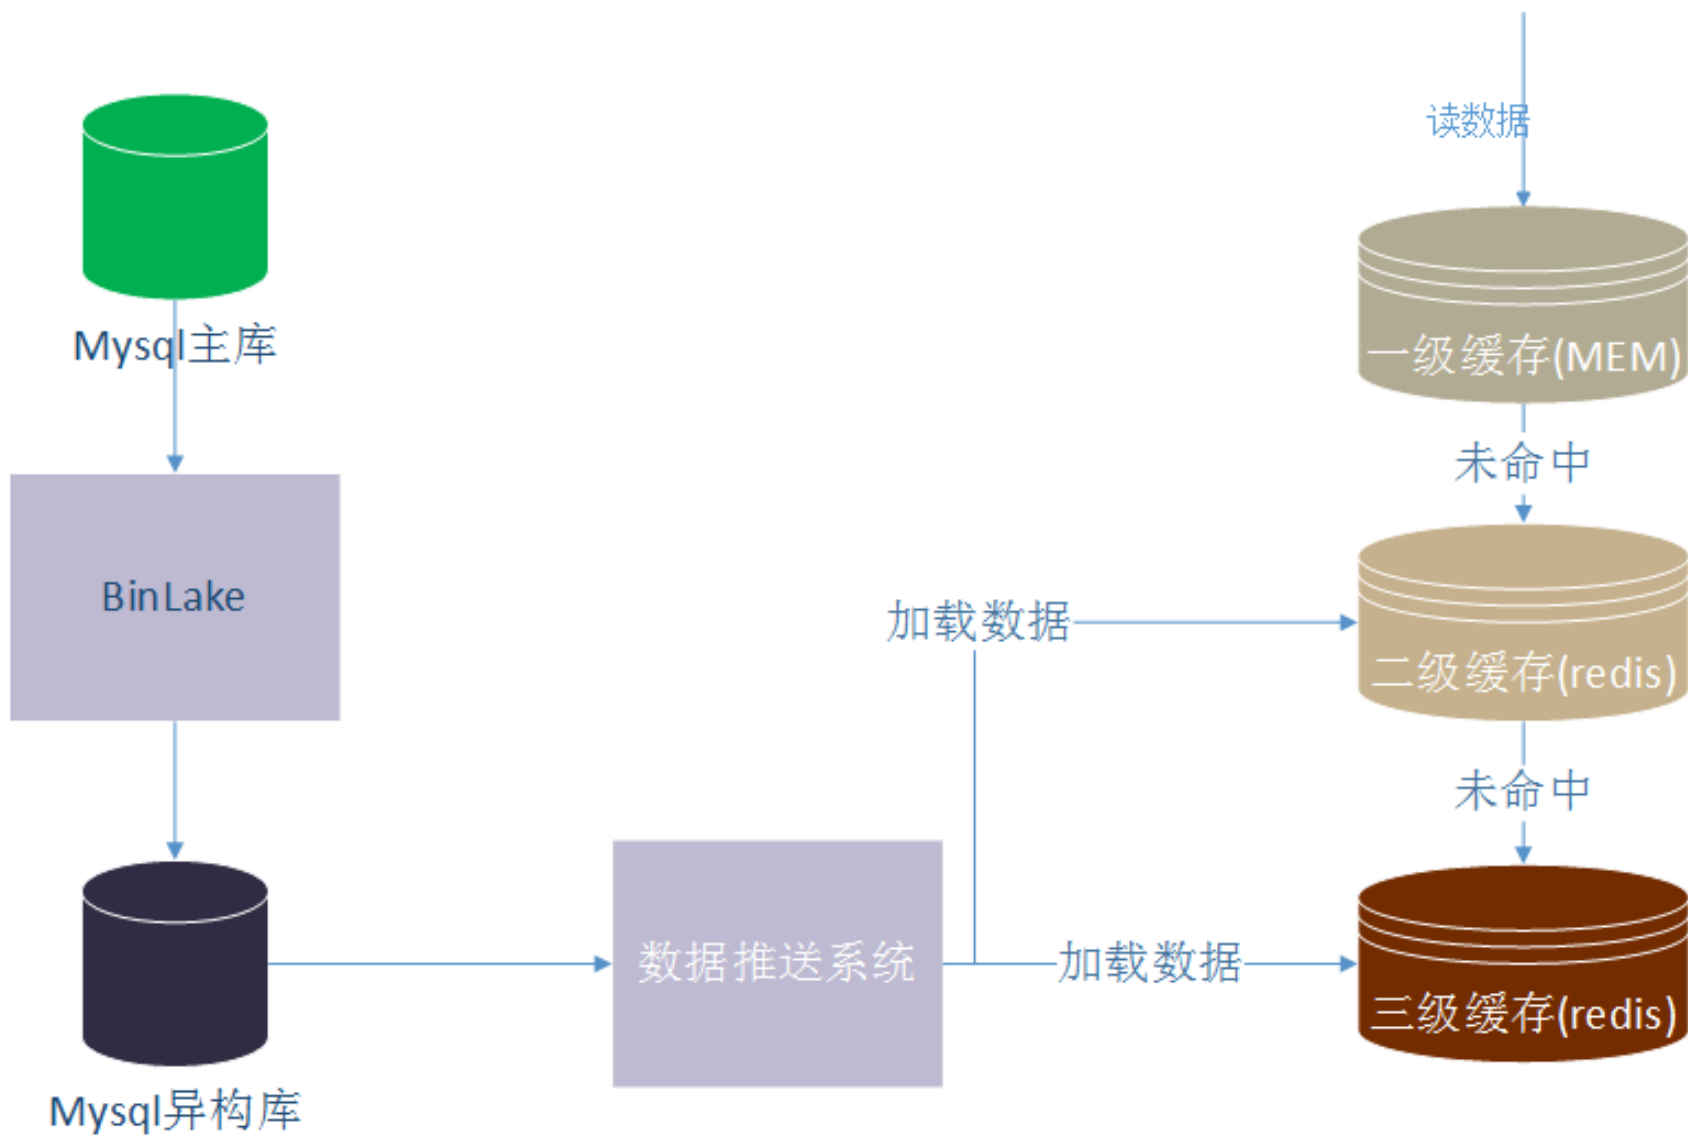 读数据
Mysql主库
一级缓存(MEM)
未命中
BinLake
加载数据
二级缓存(redis)
未命中
数据推送系统
加载数据
三级缓存(redis)
Mysql异构库